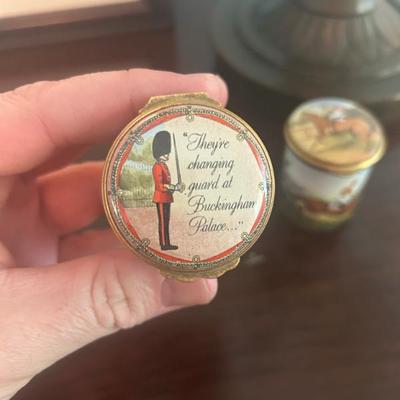 "They're
changing
guard at
Buckingham
Palace..."